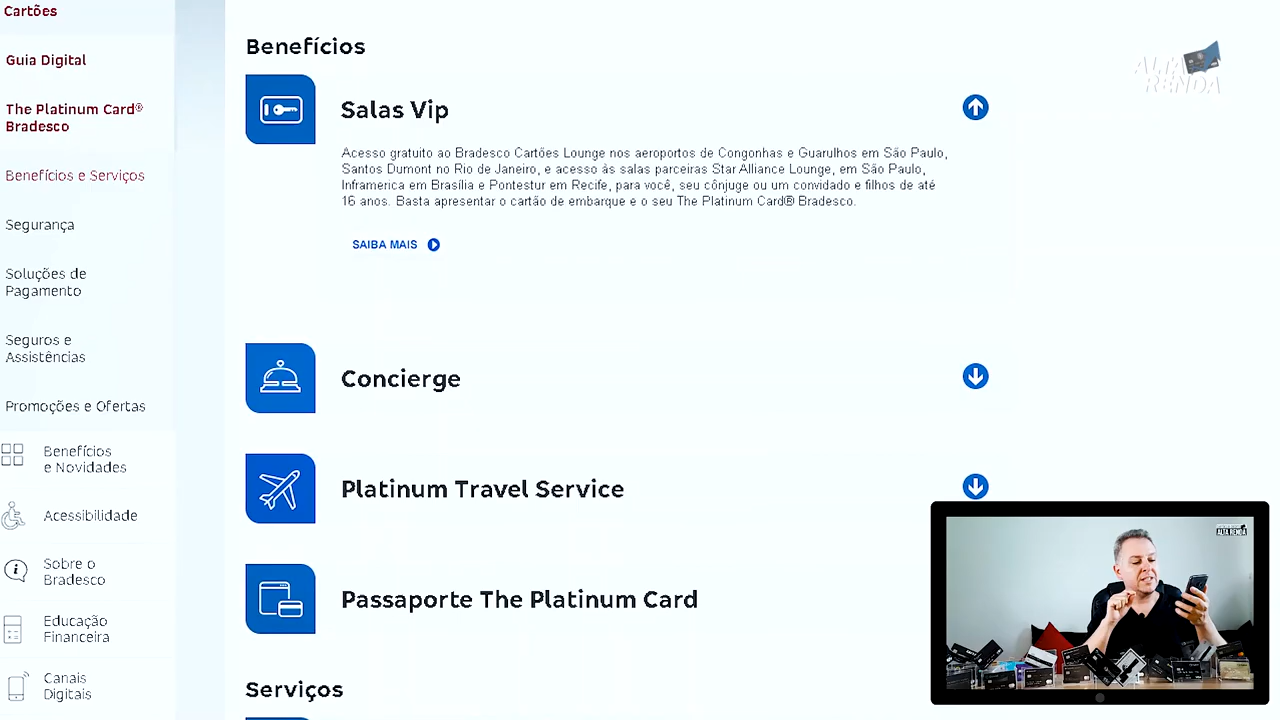 Cartões
Guia Digital
The Platinum Card®
Bradesco
Benefícios e Serviços
Segurança
Soluções de
Pagamento
Seguros e
Assistências
Promoções e Ofertas
Benefícios
e Novidades
Acessibilidade
Sobre o
Bradesco
Educação
Financeira
Canais
Digitais
Benefícios
Salas Vip
Acesso gratuito ao Bradesco Cartões Lounge nos aeroportos de Congonhas e Guarulhos em São Paulo,
Santos Dumont no Rio de Janeiro, e acesso às salas parceiras Star Alliance Lounge, em São Paulo,
Inframerica em Brasília e Pontestur em Recife, para você, seu cônjuge ou um convidado e filhos de até
16 anos. Basta apresentar o cartão de embarque e o seu The Platinum Card® Bradesco.
SAIBA MAIS
Concierge
Platinum Travel Service
Passaporte The Platinum Card
Serviços
ALTA
RENDA
ALTA RENDA